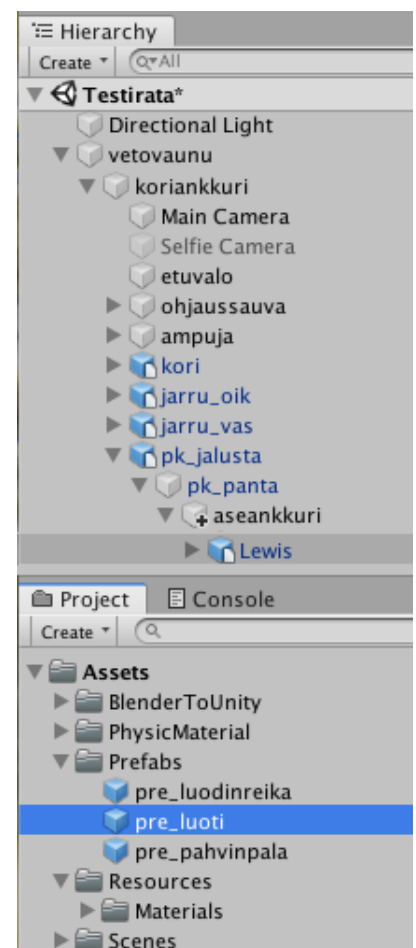 Hierarchy
Create All
Testirata*
Directional Light
vetovaunu
koriankkuri
Main Camera
Selfie Camera
etuvalo
ohjaussauva
ampuja
kori
jarru_oik
jarru_vas
pk_jalusta
pk_panta
aseankkuri
Lewis
Project Console
Create
Assets
BlenderToUnity
PhysicMaterial
Prefabs
pre_luodinreika
pre_luoti
pre_pahvinpala
Resources
Materials
Scenes